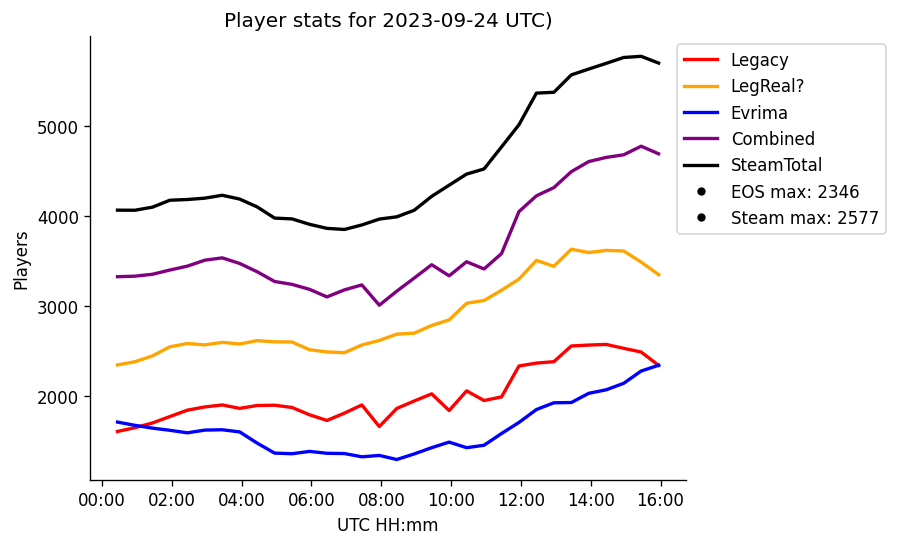 Player stats for 2023-09-24 UTC)
Legacy
LegReal?
Evrima
Combined
SteamTotal
EOS max: 2346
Steam max: 2577
Players
5000
4000
3000
2000
00:00 02:00 04:00 06:00 08:00 10:00 12:00 14:00 16:00
UTC HH:mm